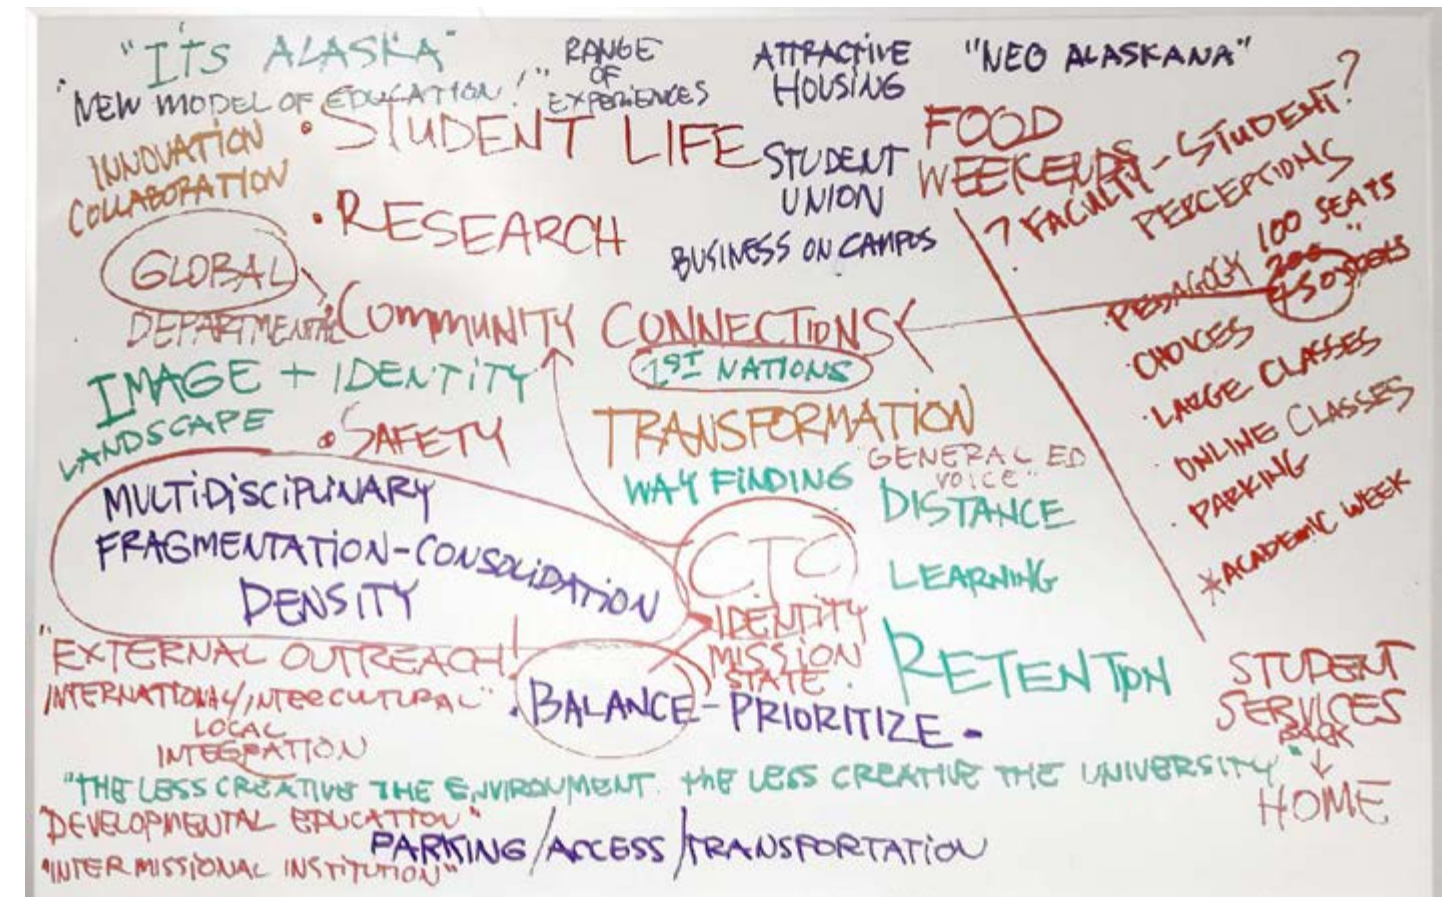 "IT'S ALASKA"
"NEW MODEL OF EDUCATION!"
RANGE
OF
EXPERIENCES
ATTRACTIVE
HOUSING
"NEO ALASKANA"
INNOVATION
COLLABORATION
• STUDENT LIFE
STUDENT
UNION
FOOD
WEEKENDS
? FACULTY - STUDENT?
PERCEPTIONS
• RESEARCH
BUSINESS ON CAMPUS
GLOBAL
DEPARTMENTAL
• COMMUNITY CONNECTIONS
1ST NATIONS
• PEDAGOGY 100 SEATS
200 "
450 SEATS
• CHOICES
• LARGE CLASSES
• ONLINE CLASSES
• PARKING
* ACADEMIC WEEK
IMAGE + IDENTITY
LANDSCAPE
• SAFETY
TRANSFORMATION
WAY FINDING
GENERAL ED
VOICE"
DISTANCE
LEARNING
MULTIDISCIPLINARY
FRAGMENTATION-CONSOLIDATION
DENSITY
CTC
IDENTITY
MISSION
STATE
"EXTERNAL OUTREACH!
INTERNATIONAL/INTERCULTURAL"
LOCAL
INTEGRATION
• BALANCE - PRIORITIZE -
RETENTION
STUDENT
SERVICES
BACK
↓
HOME
"THE LESS CREATIVE THE ENVIRONMENT. the LESS CREATIVE THE UNIVERSITY"
"DEVELOPMENTAL EDUCATION"
"INTERMISSIONAL INSTITUTION"
PARKING/ACCESS/TRANSPORTATION